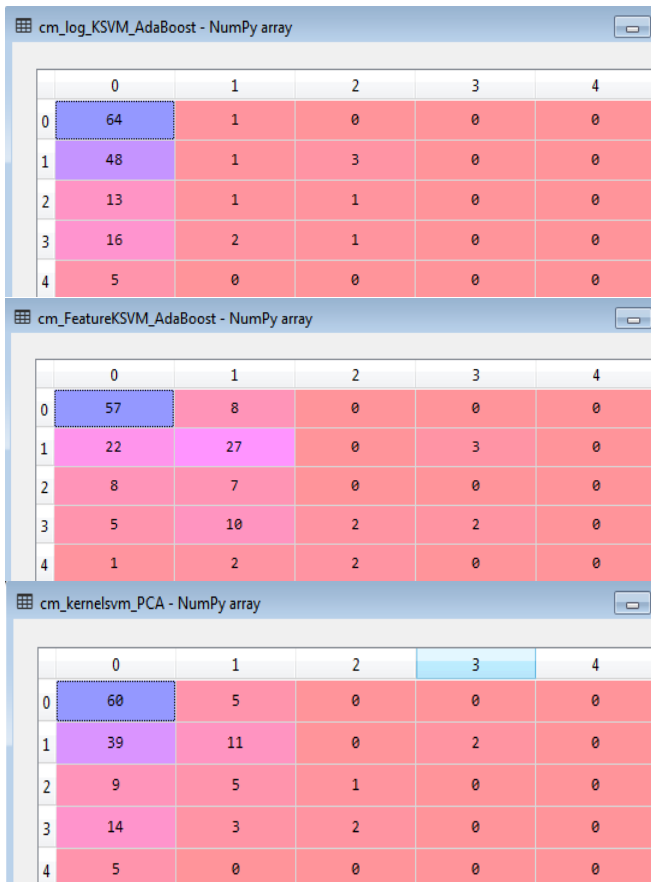 cm_log_KSVM_AdaBoost - NumPy array
0 1 2 3 4
0 64 1 0 0 0
1 48 1 3 0 0
2 13 1 1 0 0
3 16 2 1 0 0
4 5 0 0 0 0
cm_FeatureKSVM_AdaBoost - NumPy array
0 1 2 3 4
0 57 8 0 0 0
1 22 27 0 3 0
2 8 7 0 0 0
3 5 10 2 2 0
4 1 2 2 0 0
cm_kernelsvm_PCA - NumPy array
0 1 2 3 4
0 60 5 0 0 0
1 39 11 0 2 0
2 9 5 1 0 0
3 14 3 2 0 0
4 5 0 0 0 0